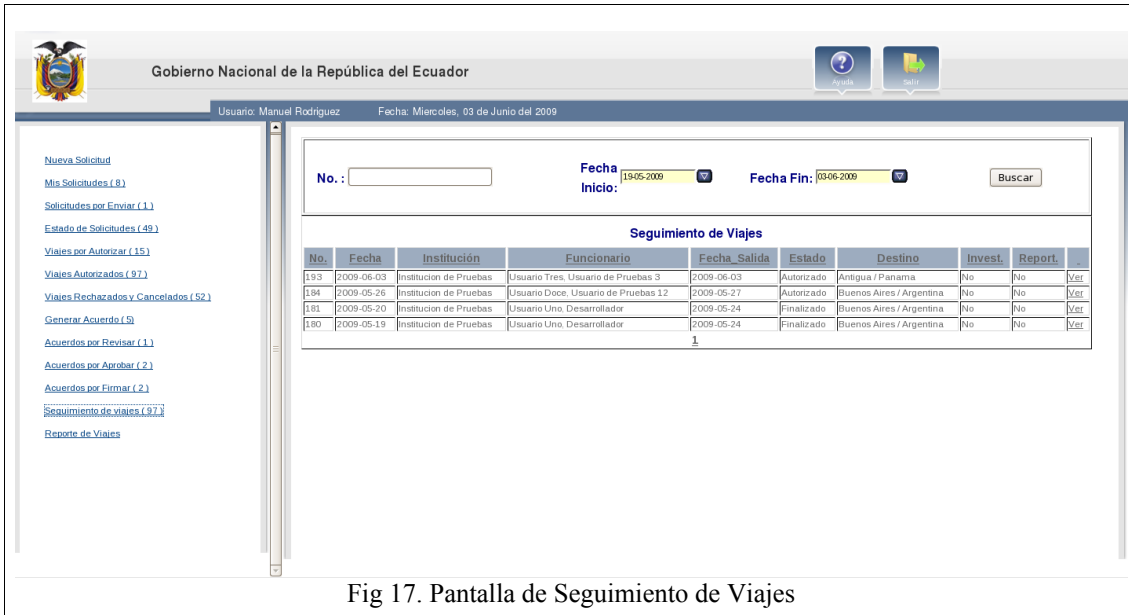 Gobierno Nacional de la República del Ecuador
Ayuda
Salir
Usuario: Manuel Rodriguez Fecha: Miercoles, 03 de Junio del 2009
Nueva Solicitud
Mis Solicitudes ( 8 )
Solicitudes por Enviar ( 1 )
Estado de Solicitudes ( 49 )
Viajes por Autorizar ( 15 )
Viajes Autorizados ( 97 )
Viajes Rechazados y Cancelados ( 52 )
Generar Acuerdo ( 5)
Acuerdos por Revisar ( 1 )
Acuerdos por Aprobar ( 2 )
Acuerdos por Firmar ( 2 )
Seguimiento de viajes ( 97 )
Reporte de Viajes
No. :
Fecha
Inicio: 19-05-2009
Fecha Fin: 03-06-2009
Buscar
Seguimiento de Viajes
No. Fecha Institución Funcionario Fecha_Salida Estado Destino Invest. Report.
193 2009-06-03 Institucion de Pruebas Usuario Tres, Usuario de Pruebas 3 2009-06-03 Autorizado Antigua / Panama No No Ver
184 2009-05-26 Institucion de Pruebas Usuario Doce, Usuario de Pruebas 12 2009-05-27 Autorizado Buenos Aires / Argentina No No Ver
181 2009-05-20 Institucion de Pruebas Usuario Uno, Desarrollador 2009-05-24 Finalizado Buenos Aires / Argentina No No Ver
180 2009-05-19 Institucion de Pruebas Usuario Uno, Desarrollador 2009-05-24 Finalizado Buenos Aires / Argentina No No Ver
1
Fig 17. Pantalla de Seguimiento de Viajes